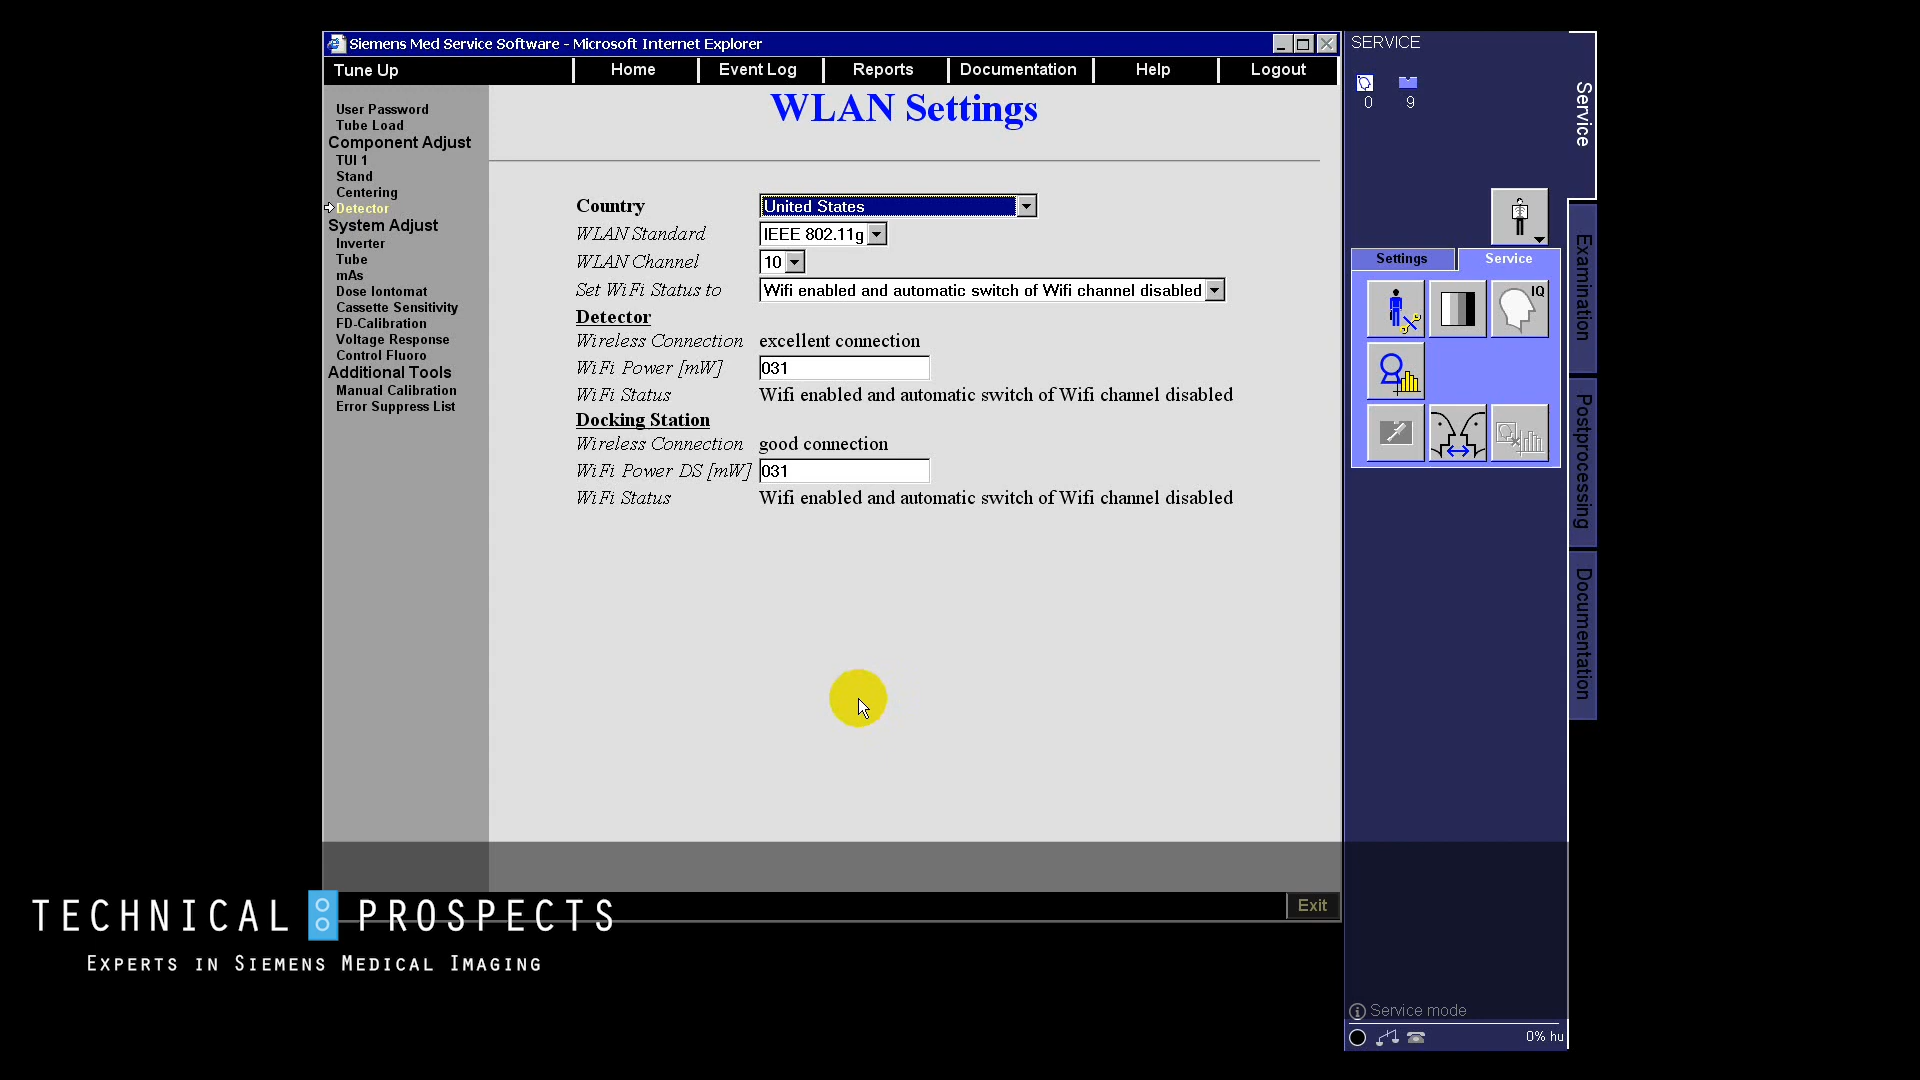 Siemens Med Service Software - Microsoft Internet Explorer
Tune Up Home Event Log Reports Documentation Help Logout
User Password
Tube Load
Component Adjust
TUI 1
Stand
Centering
Detector
System Adjust
Inverter
Tube
mAs
Dose Iontomat
Cassette Sensitivity
FD-Calibration
Voltage Response
Control Fluoro
Additional Tools
Manual Calibration
Error Suppress List
WLAN Settings
Country United States
WLAN Standard IEEE 802.11g
WLAN Channel 10
Set WiFi Status to Wifi enabled and automatic switch of Wifi channel disabled
Detector
Wireless Connection excellent connection
WiFi Power [mW] 031
WiFi Status Wifi enabled and automatic switch of Wifi channel disabled
Docking Station
Wireless Connection good connection
WiFi Power DS [mW] 031
WiFi Status Wifi enabled and automatic switch of Wifi channel disabled
Exit
SERVICE
0 9
Settings Service
IQ
Service mode
0% hu
Service
Examination
Postprocessing
Documentation
TECHNICAL PROSPECTS
EXPERTS IN SIEMENS MEDICAL IMAGING